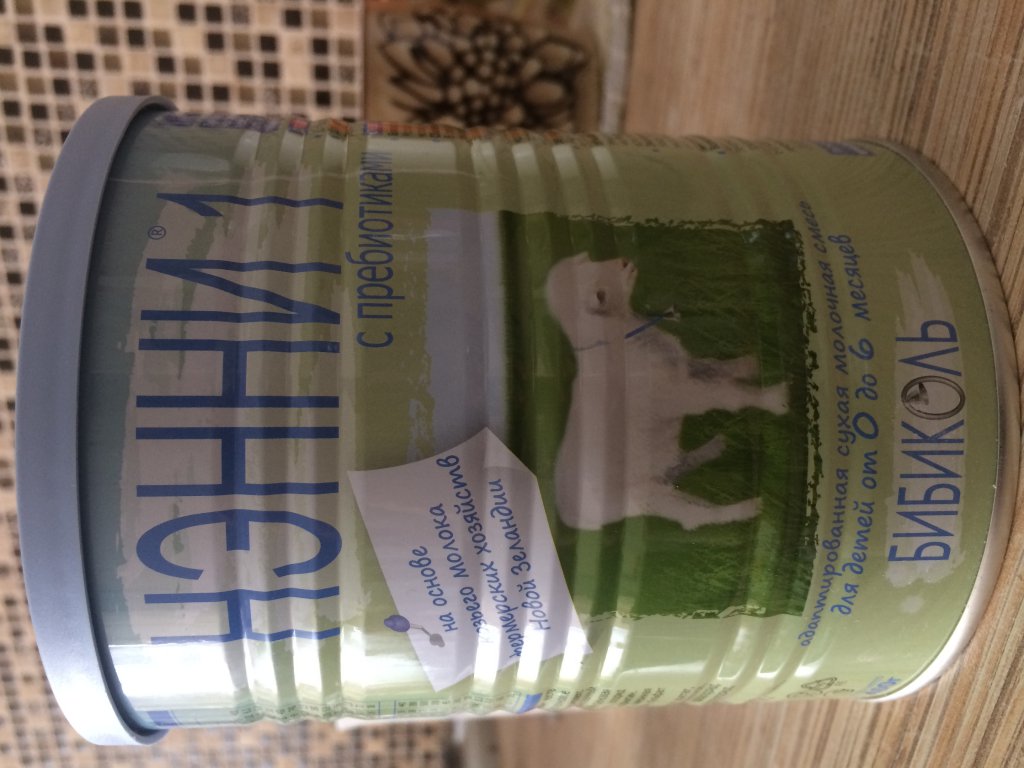 НЭННИ 1
®
с пребиотиками
на основе
козьего молока
фермерских хозяйств
Новой Зеландии
адаптированная сухая молочная смесь
для детей от 0 до 6 месяцев
БИБИКОЛЬ